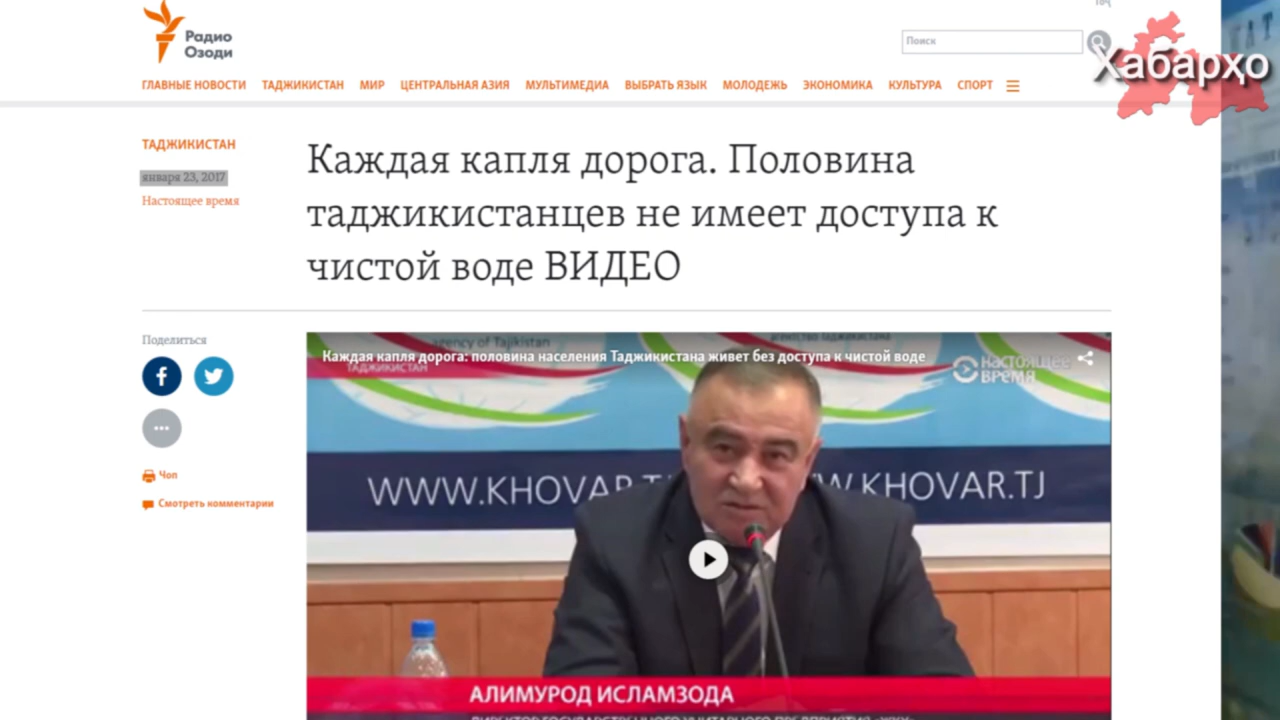 Радио
Озоди
Поиск
Хабарҳо
ГЛАВНЫЕ НОВОСТИ ТАДЖИКИСТАН МИР ЦЕНТРАЛЬНАЯ АЗИЯ МУЛЬТИМЕДИА ВЫБРАТЬ ЯЗЫК МОЛОДЕЖЬ ЭКОНОМИКА КУЛЬТУРА СПОРТ
ТАДЖИКИСТАН
января 23, 2017
Настоящее время
Каждая капля дорога. Половина
таджикистанцев не имеет доступа к
чистой воде ВИДЕО
Поделиться
Чоп
Смотреть комментарии
agency of Tajikistan
Каждая капля дорога: половина населения Таджикистана живет без доступа к чистой воде
ТАДЖИКИСТАН
НАСТОЯЩЕЕ
ВРЕМЯ
WWW.KHOVAR.TJ
KHOVAR.TJ
АЛИМУРОД ИСЛАМЗОДА